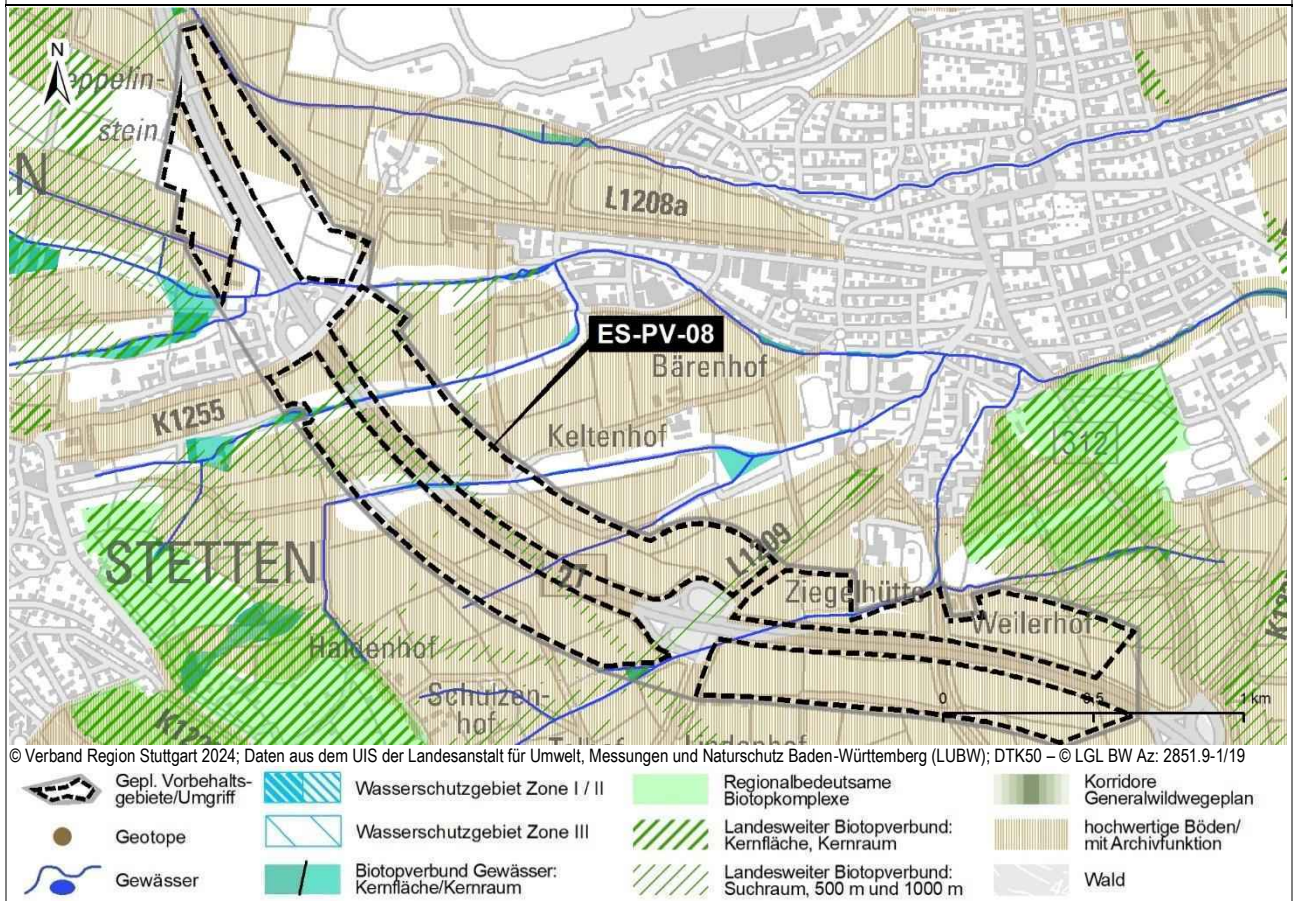 N
eppelin-
stein
N
L1208a
ES-PV-08
Bärenhof
K1255
Keltenhof
312
STETTEN
L1209
27
Ziegelhütte
Weilerhof
Haldenhof
Schulzen-
hof
0
0,5
1 km
© Verband Region Stuttgart 2024; Daten aus dem UIS der Landesanstalt für Umwelt, Messungen und Naturschutz Baden-Württemberg (LUBW); DTK50 – © LGL BW Az: 2851.9-1/19
Gepl. Vorbehalts-
gebiete/Umgriff
Wasserschutzgebiet Zone I / II
Regionalbedeutsame
Biotopkomplexe
Korridore
Generalwildwegeplan
Geotope
Wasserschutzgebiet Zone III
Landesweiter Biotopverbund:
Kernfläche, Kernraum
hochwertige Böden/
mit Archivfunktion
Gewässer
Biotopverbund Gewässer:
Kernfläche/Kernraum
Landesweiter Biotopverbund:
Suchraum, 500 m und 1000 m
Wald